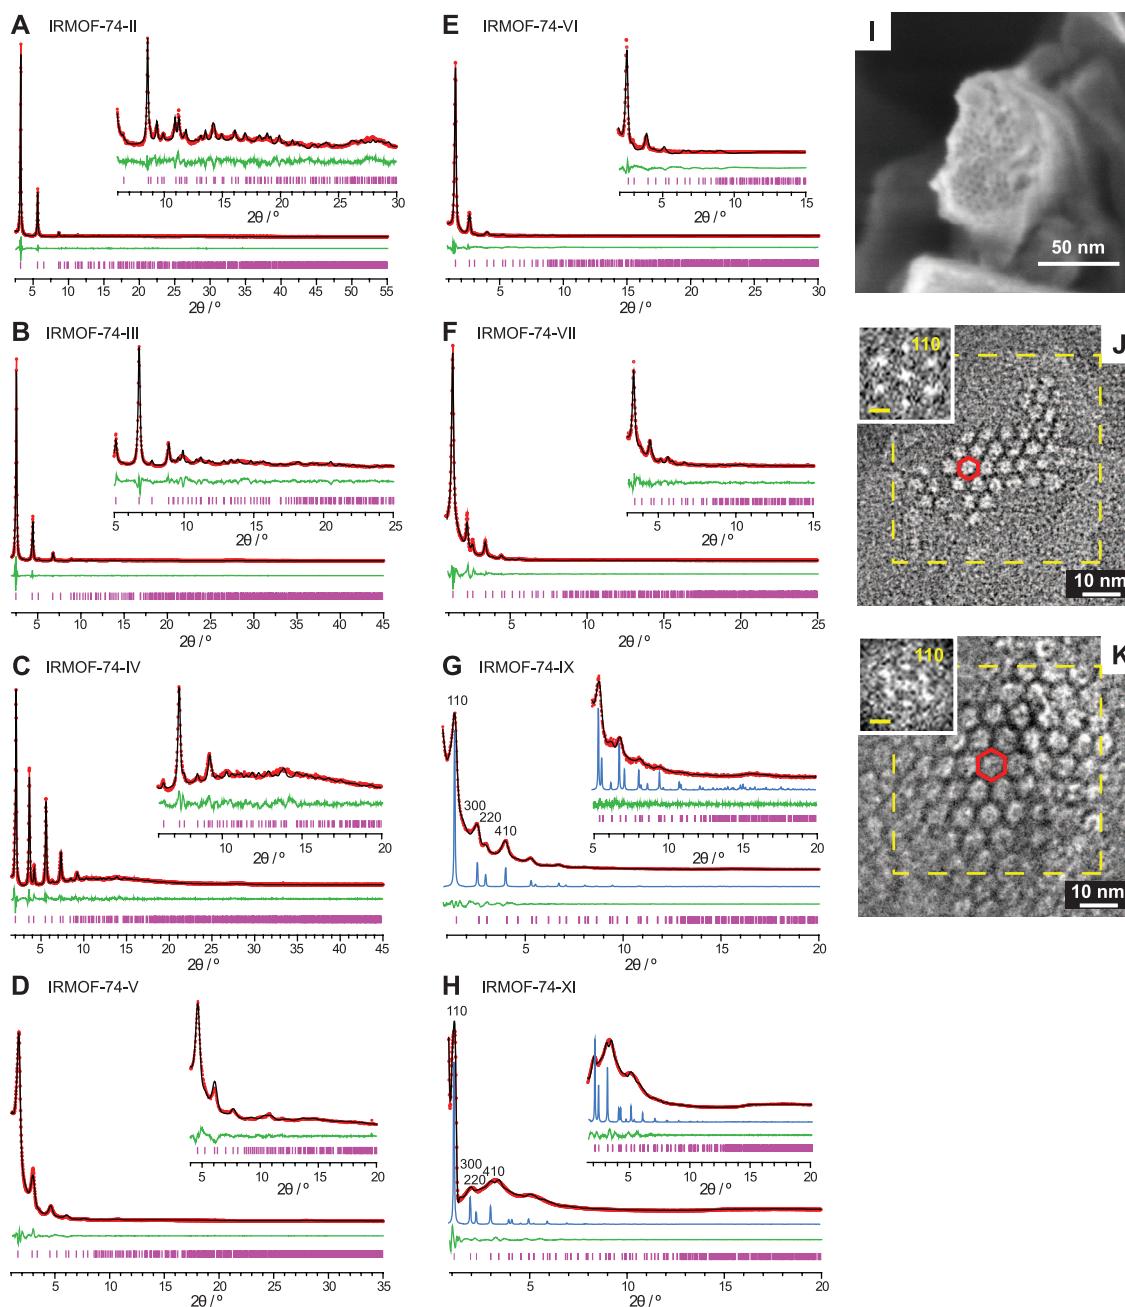 A IRMOF-74-II
10 15 20 25 30
2θ / º
5 10 15 20 25 30 35 40 45 50 55
2θ / º
B IRMOF-74-III
5 10 15 20 25
2θ / º
5 10 15 20 25 30 35 40 45
2θ / º
C IRMOF-74-IV
10 15 20
2θ / º
5 10 15 20 25 30 35 40 45
2θ / º
D IRMOF-74-V
5 10 15 20
2θ / º
5 10 15 20 25 30 35
2θ / º
E IRMOF-74-VI
5 10 15
2θ / º
5 10 15 20 25 30
2θ / º
F IRMOF-74-VII
5 10 15
2θ / º
5 10 15 20 25
2θ / º
G IRMOF-74-IX
110
300
220
410
5 10 15 20
2θ / º
5 10 15 20
2θ / º
H IRMOF-74-XI
110
300
220 410
5 10 15 20
2θ / º
5 10 15 20
2θ / º
I
50 nm
J
110
10 nm
K
110
10 nm